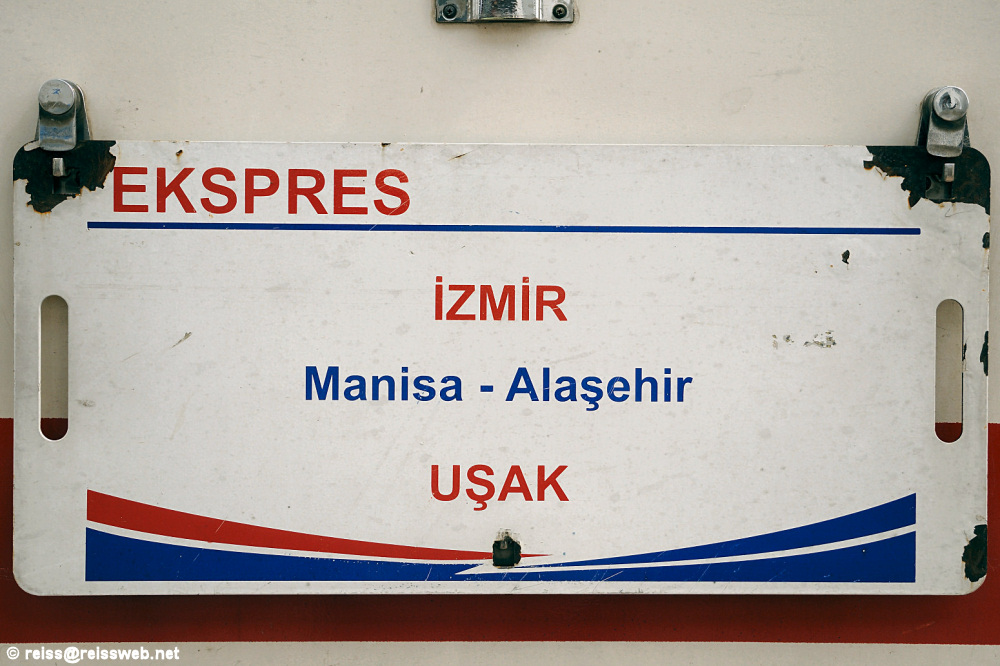 EKSPRES
İZMİR
Manisa - Alaşehir
UŞAK
© reiss@reissweb.net